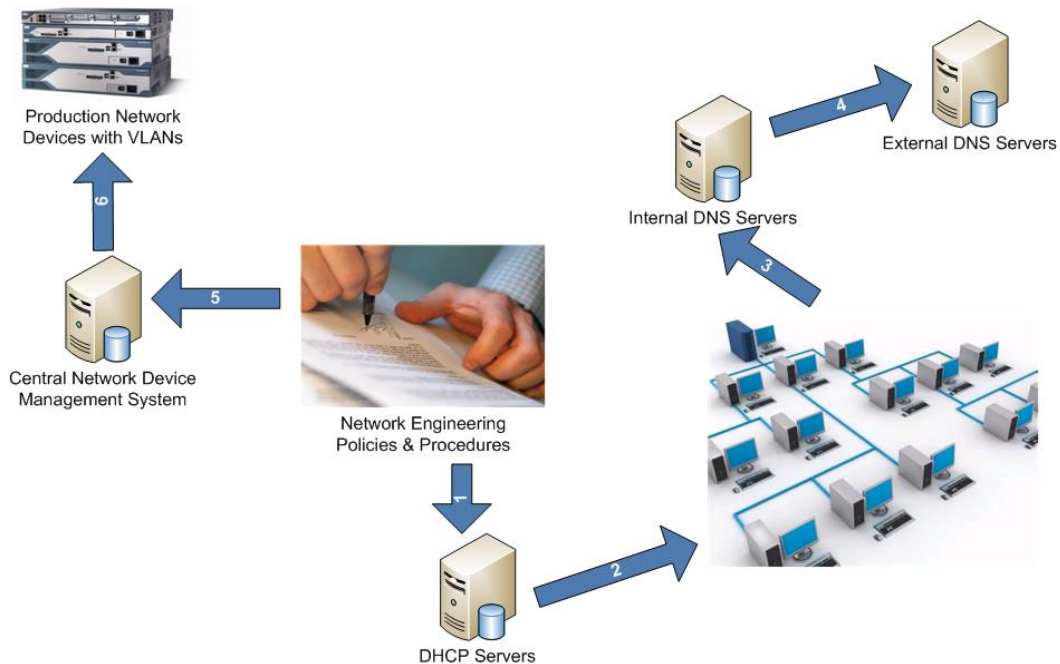 Production Network
Devices with VLANs
6
Central Network Device
Management System
5
Network Engineering
Policies & Procedures
1
DHCP Servers
2
3
Internal DNS Servers
4
External DNS Servers